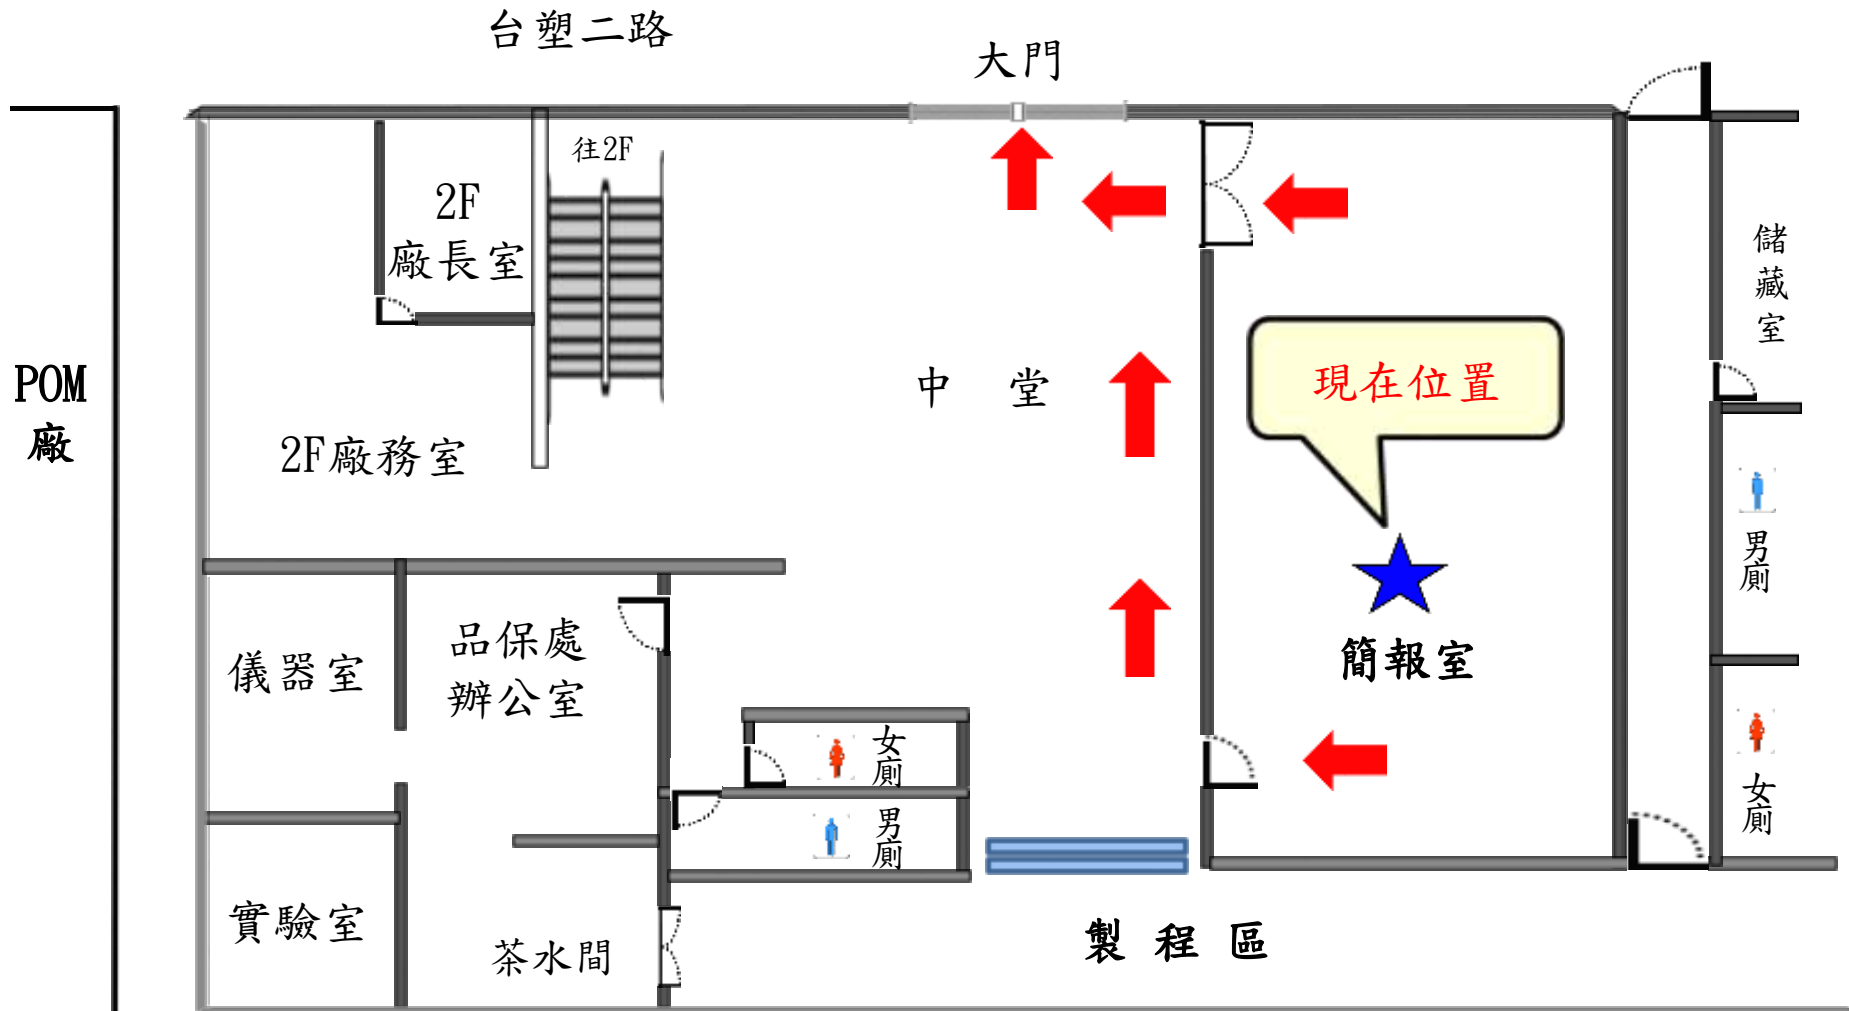 台塑二路
大門
往2F
2F
廠長室
儲藏室
POM
廠
中 堂
現在位置
2F廠務室
男廁
簡報室
品保處
辦公室
儀器室
女廁
男廁
女廁
實驗室
茶水間
製程區